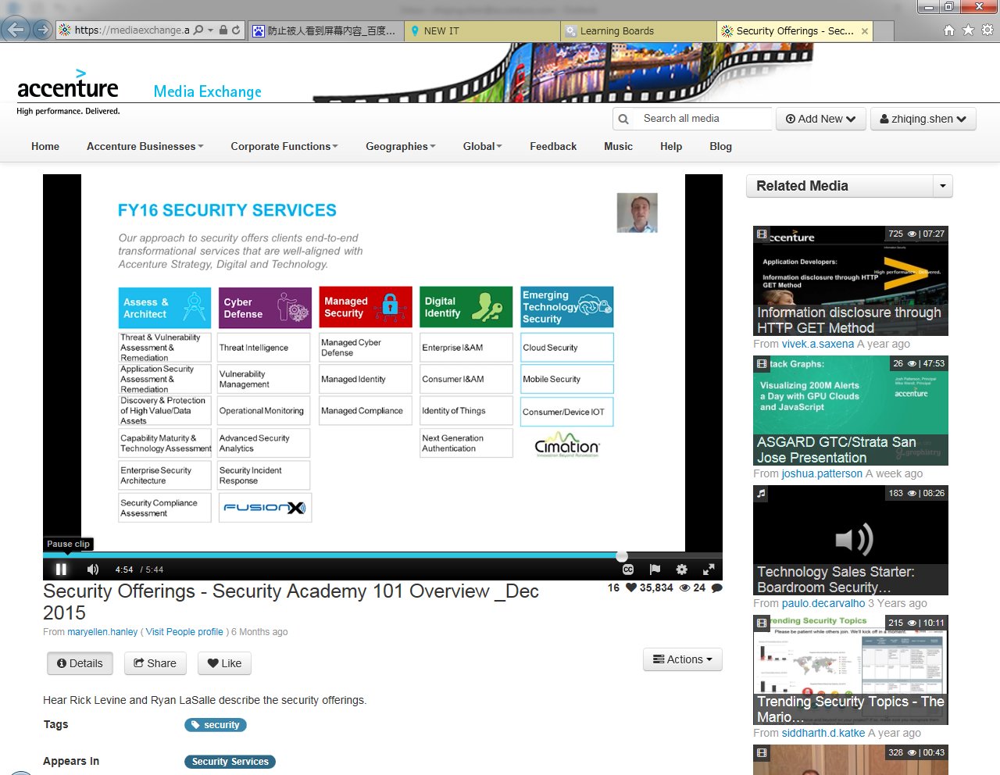 https://mediaexchange.a
防止被人看到屏幕内容_百度...
NEW IT
Learning Boards
Security Offerings - Sec...
accenture
High performance. Delivered.
Media Exchange
Search all media
Add New
zhiqing.shen
Home
Accenture Businesses
Corporate Functions
Geographies
Global
Feedback
Music
Help
Blog
FY16 SECURITY SERVICES
Our approach to security offers clients end-to-end
transformational services that are well-aligned with
Accenture Strategy, Digital and Technology.
Assess &
Architect
Threat & Vulnerability
Assessment &
Remediation
Application Security
Assessment &
Remediation
Discovery & Protection
of High Value/Data
Assets
Capability Maturity &
Technology Assessment
Enterprise Security
Architecture
Security Compliance
Assessment
Cyber
Defense
Threat Intelligence
Vulnerability
Management
Operational Monitoring
Advanced Security
Analytics
Security Incident
Response
FUSIONX
Managed
Security
Managed Cyber
Defense
Managed Identity
Managed Compliance
Digital
Identify
Enterprise I&AM
Consumer I&AM
Identity of Things
Next Generation
Authentication
Emerging
Technology
Security
Cloud Security
Mobile Security
Consumer/Device IOT
Cimation
Innovation Beyond Automation
Pause clip
4:54 / 5:44
CC
Security Offerings - Security Academy 101 Overview _Dec
2015
16 35,834 24
From maryellen.hanley ( Visit People profile ) 6 Months ago
Details
Share
Like
Actions
Hear Rick Levine and Ryan LaSalle describe the security offerings.
Tags
security
Appears In
Security Services
Related Media
725 | 07:27
accenture
Application Developers:
Information disclosure through HTTP
GET Method
High performance. Delivered.
Information disclosure through
HTTP GET Method
From vivek.a.saxena A year ago
26 | 47:53
tack Graphs:
Visualizing 200M Alerts
a Day with GPU Clouds
and JavaScript
Josh Patterson, Principal
accenture
ASGARD GTC/Strata San
Jose Presentation
graphistry
From joshua.patterson A week ago
183 | 08:26
Technology Sales Starter:
Boardroom Security...
From paulo.decarvalho 3 Years ago
215 | 10:11
rending Security Topics
Please be patient while others join. We'll kick off in a moment.
Trending Security Topics - The
Mario...
From siddharth.d.katke A year ago
328 | 00:43